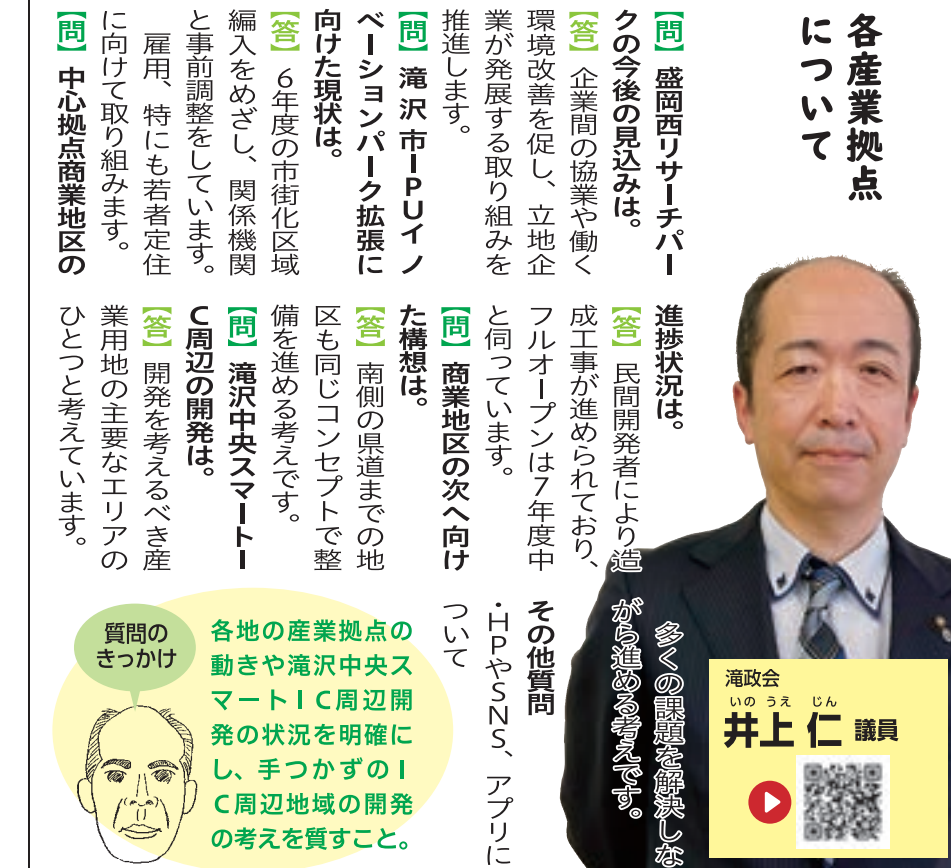 各産業拠点
について
【問】 盛岡西リサーチパー
クの今後の見込みは。
【答】 企業間の協業や働く
環境改善を促し、立地企
業が発展する取り組みを
推進します。
【問】 滝沢市IPUイノ
ベーションパーク拡張に
向けた現状は。
【答】 6年度の市街化区域
編入をめざし、関係機関
と事前調整をしています。
雇用、特にも若者定住
に向けて取り組みます。
【問】 中心拠点商業地区の
進捗状況は。
【答】 民間開発者により造
成工事が進められており、
フルオープンは7年度中
と伺っています。
【問】 商業地区の次へ向け
た構想は。
【答】 南側の県道までの地
区も同じコンセプトで整
備を進める考えです。
【問】 滝沢中央スマートI
C周辺の開発は。
【答】 開発を考えるべき産
業用地の主要なエリアの
ひとつと考えています。
多くの課題を解決しな
がら進める考えです。
その他質問
・HPやSNS、アプリに
ついて
質問の
きっかけ
各地の産業拠点の
動きや滝沢中央ス
マートIC周辺開
発の状況を明確に
し、手つかずのI
C周辺地域の開発
の考えを質すこと。
滝政会
いの うえ じん
井上 仁 議員